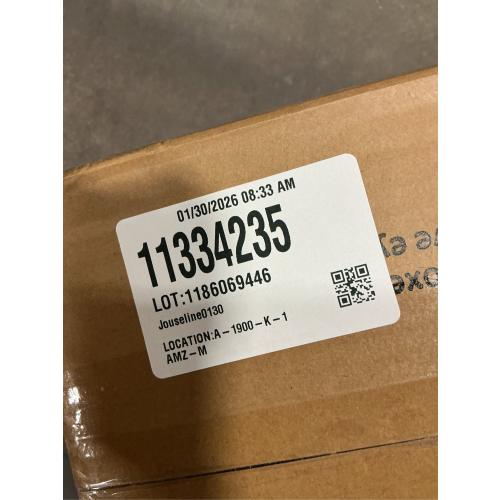 01/30/2026 08:33 AM
11334235
LOT:1186069446
Jouseline0130
LOCATION:A-1900-K-1
AMZ-M